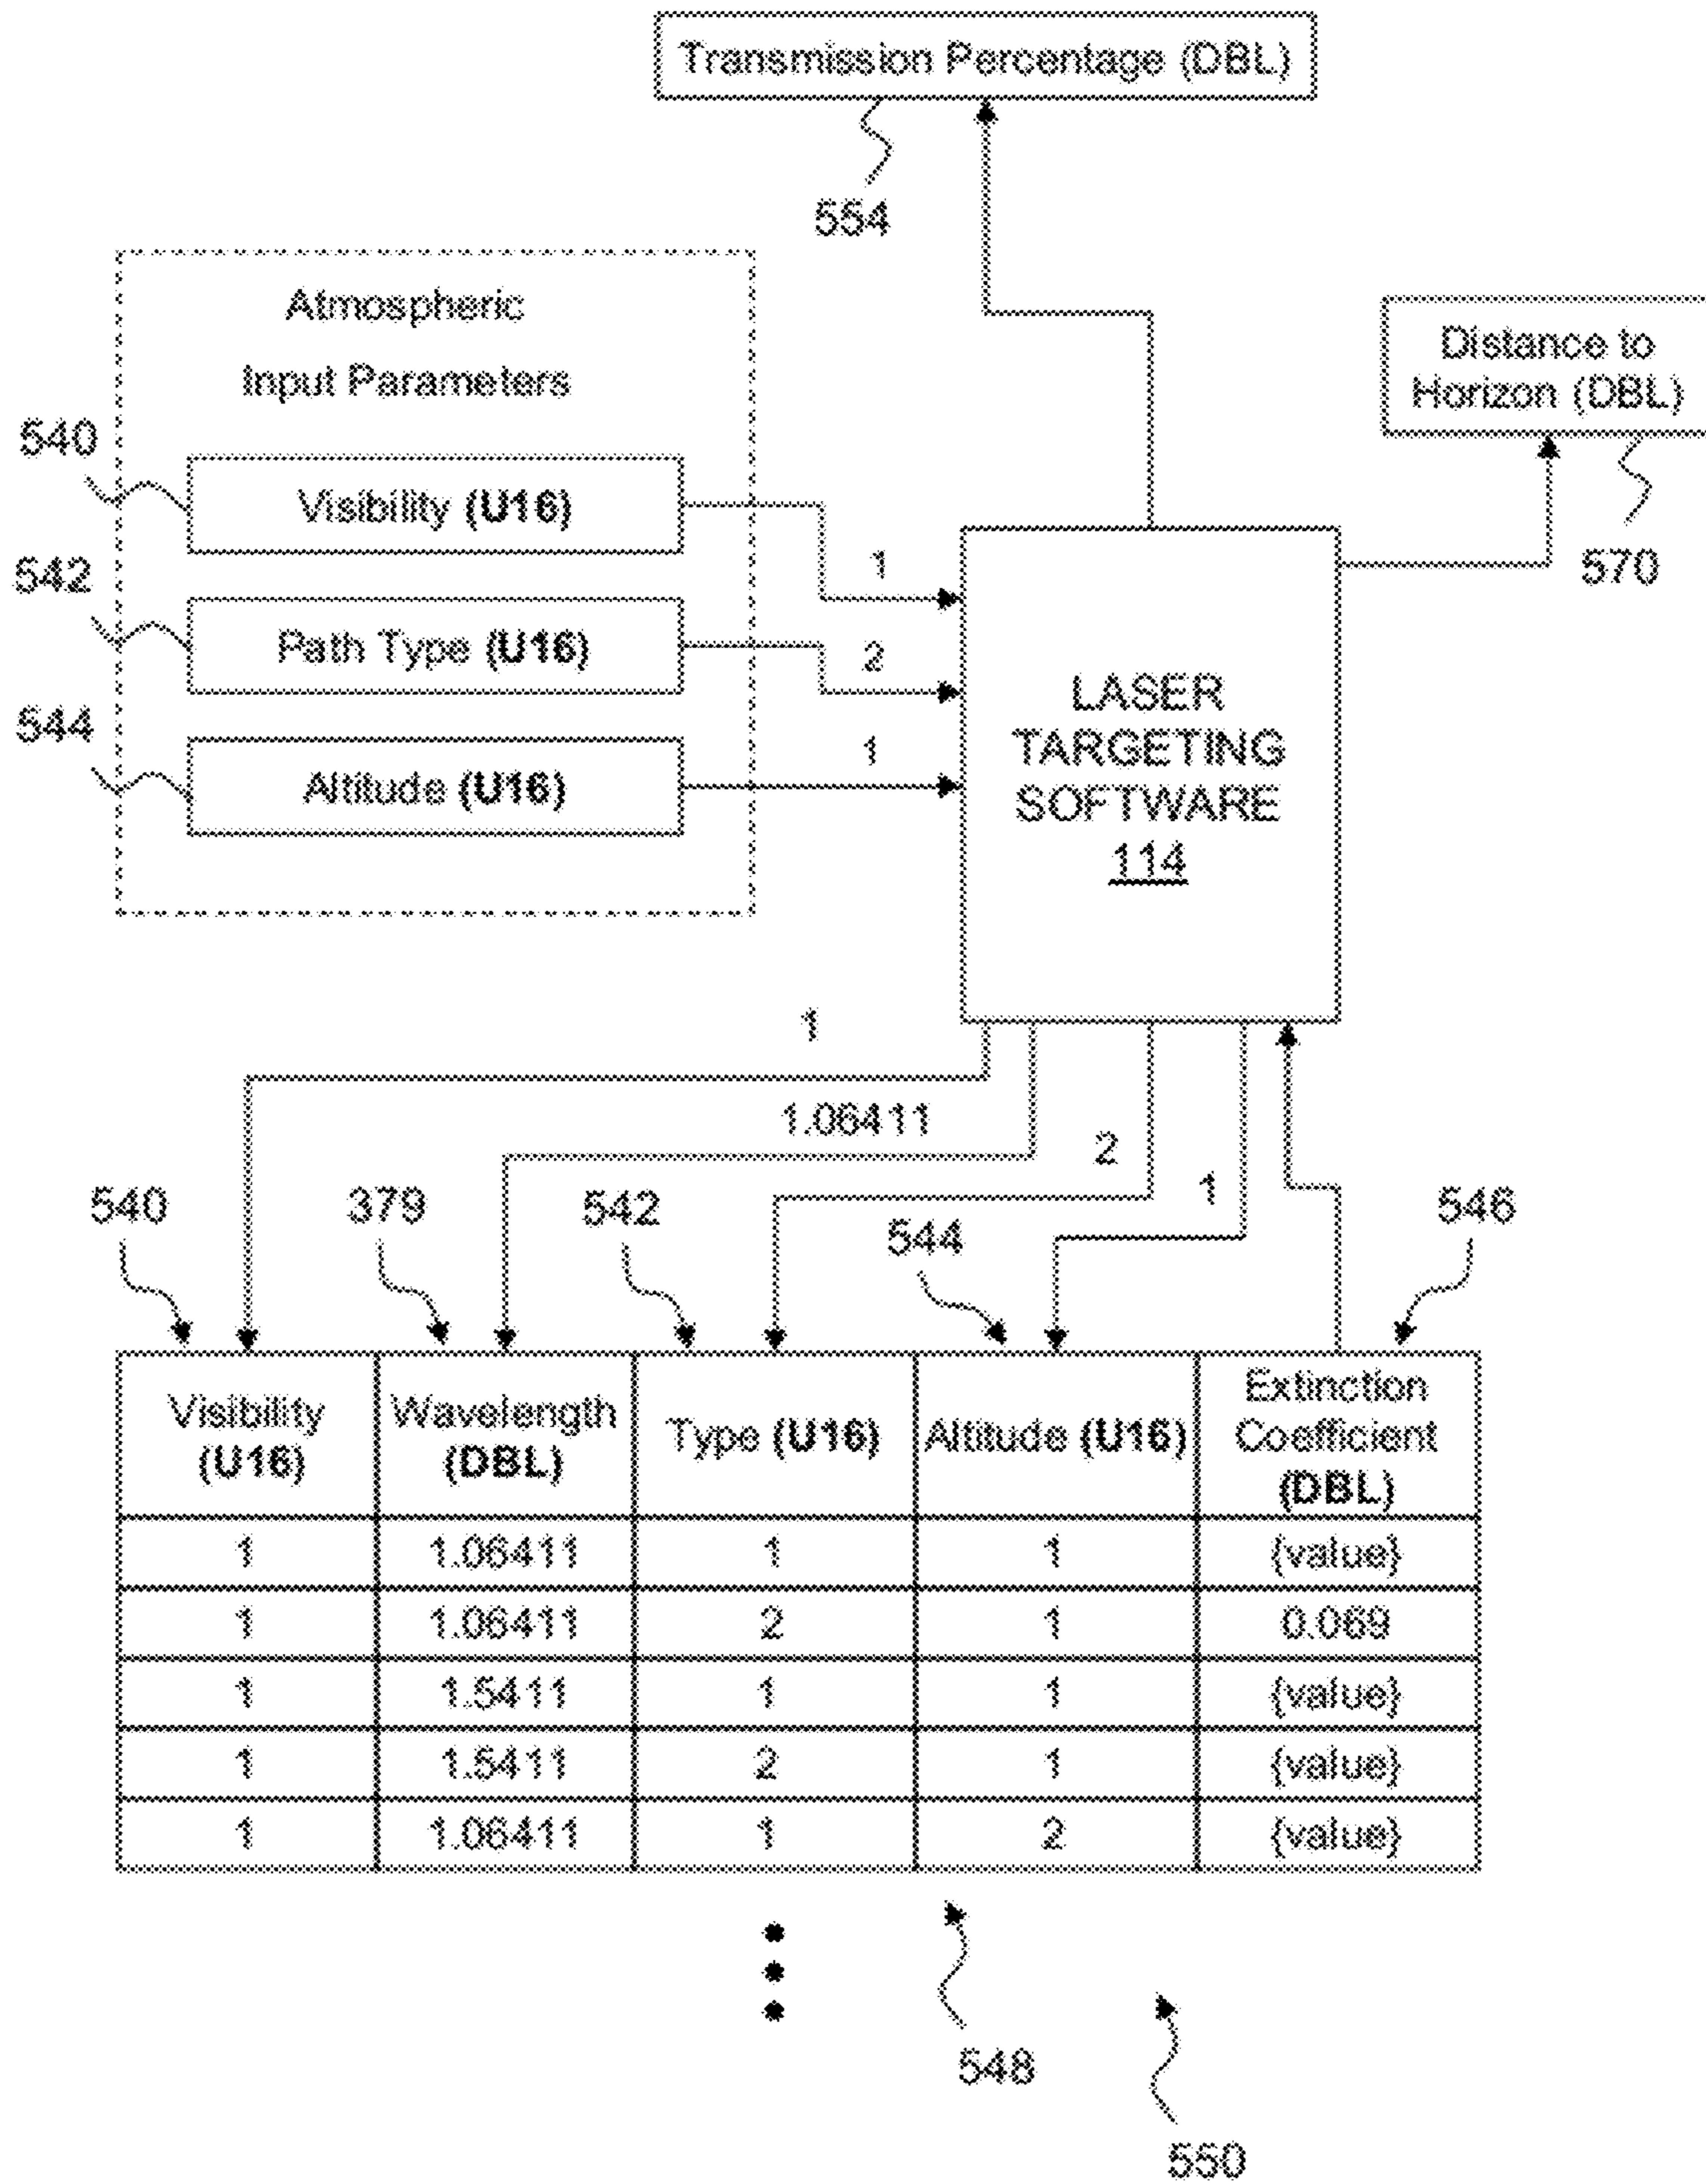 Transmission Percentage (DBL)
554
Atmospheric
Input Parameters
Distance to
Horizon (DBL)
570
540
Visibility (U16)
1
542
Path Type (U16)
2
544
Altitude (U16)
1
LASER
TARGETING
SOFTWARE
114
1
1.06411
2
1
540
379
542
544
546
Visibility
(U16)
Wavelength
(DBL)
Type (U16)
Altitude (U16)
Extinction
Coefficient
(DBL)
1 1.06411 1 1 {value}
1 1.06411 2 1 0.069
1 1.5411 1 1 {value}
1 1.5411 2 1 {value}
1 1.06411 1 2 {value}
548
550